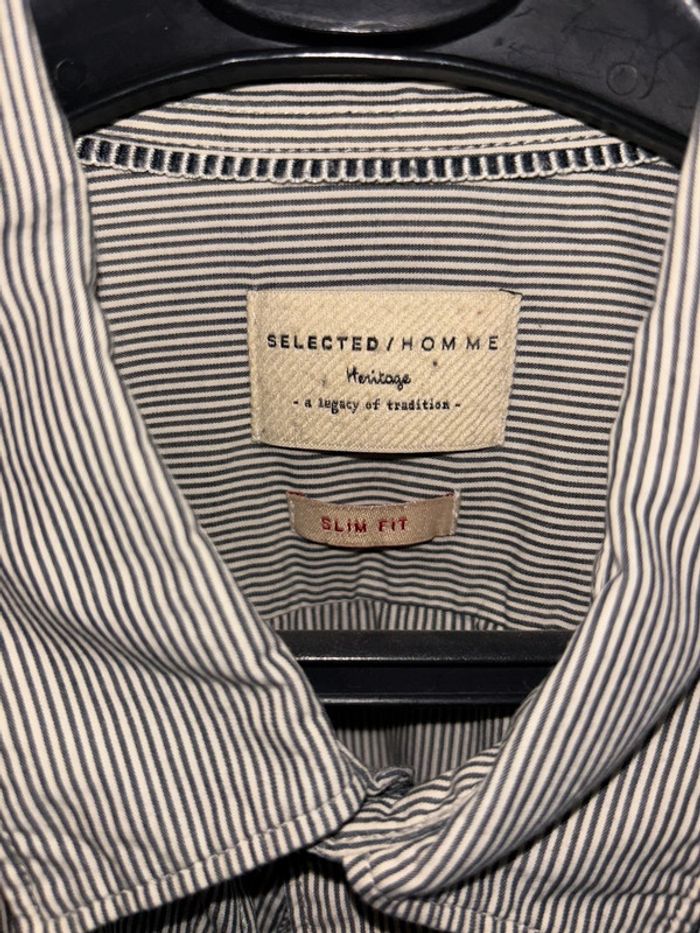 SELECTED/HOMME
Heritage
- a legacy of tradition -
SLIM FIT